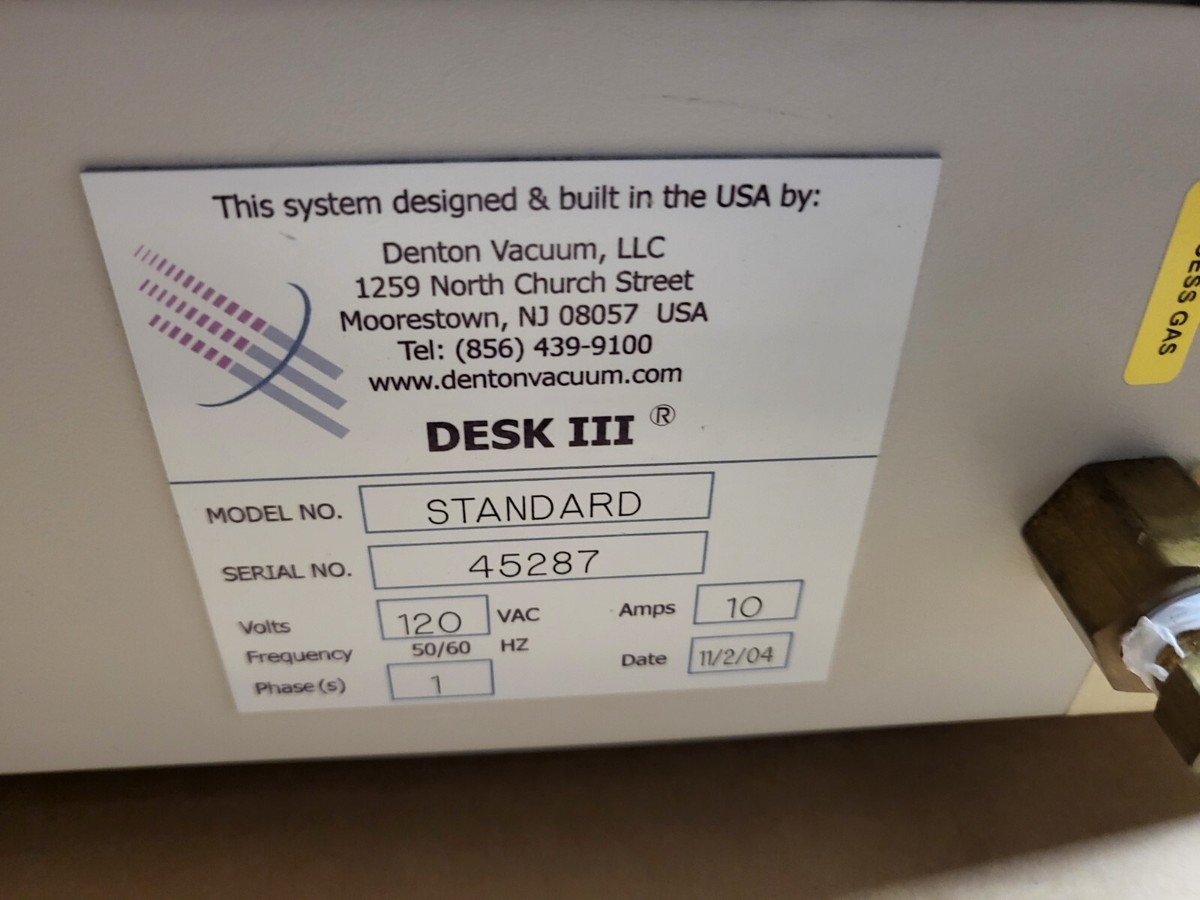 This system designed & built in the USA by:
Denton Vacuum, LLC
1259 North Church Street
Moorestown, NJ 08057 USA
Tel: (856) 439-9100
www.dentonvacuum.com
DESK III ®
MODEL NO. STANDARD
SERIAL NO. 45287
Volts 120 VAC Amps 10
Frequency 50/60 HZ Date 11/2/04
Phase(s) 1
GAS